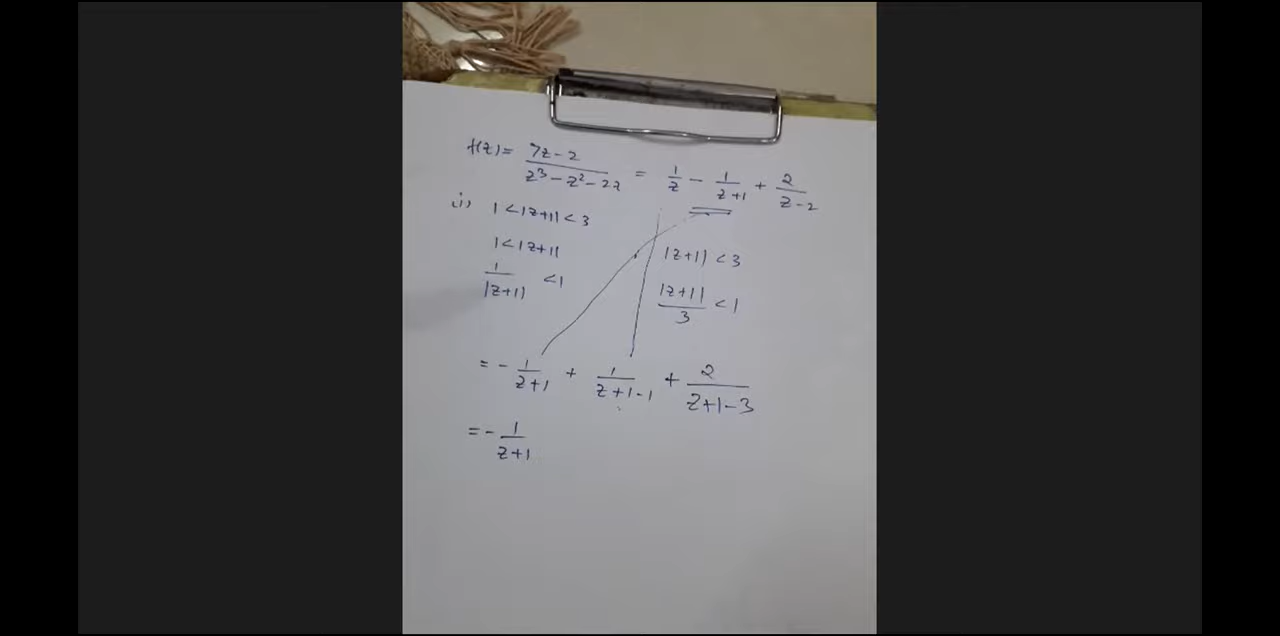 f(z) = 7z-2 / z³-z²-2z = 1/z - 1/z+1 + 2/z-2
i) 1<|z+1|<3
1<|z+1| |z+1|<3
1/|z+1| <1 |z+1|/3 <1
= - 1/z+1 + 1/z+1-1 + 2/z+1-3
= - 1/z+1